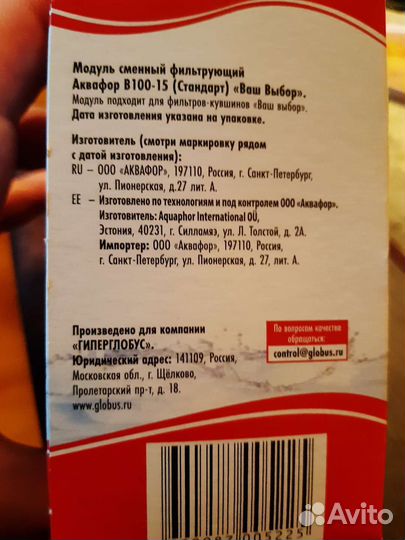 Модуль сменный фильтрующий
Аквафор В100-15 (Стандарт) «Ваш Выбор».
Модуль подходит для фильтров-кувшинов «Ваш выбор».
Дата изготовления указана на упаковке.
Изготовитель (смотри маркировку рядом
с датой изготовления):
RU – ООО «АКВАФОР», 197110, Россия, г. Санкт-Петербург,
ул. Пионерская, д.27 лит. А.
EE – Изготовлено по технологиям и под контролем ООО «Аквафор».
Изготовитель: Aquaphor International OÜ,
Эстония, 40231, г. Силламяэ, ул. Л. Толстой, д. 2А.
Импортер: ООО «Аквафор», 197110, Россия,
г. Санкт-Петербург, ул. Пионерская, д. 27, лит. А.
Произведено для компании
"ГИПЕРГЛОБУС".
Юридический адрес: 141109, Россия,
Московская обл., г. Щёлково,
Пролетарский пр-т, д. 18.
www.globus.ru
По вопросам качества
обращаться:
control@globus.ru
005225
Avito